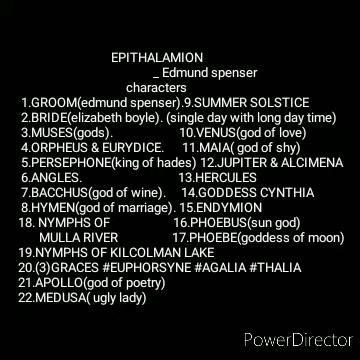 EPITHALAMION
_ Edmund spenser
characters
1.GROOM(edmund spenser).9.SUMMER SOLSTICE
2.BRIDE(elizabeth boyle). (single day with long day time)
3.MUSES(gods). 10.VENUS(god of love)
4.ORPHEUS & EURYDICE. 11.MAIA( god of shy)
5.PERSEPHONE(king of hades) 12.JUPITER & ALCIMENA
6.ANGLES. 13.HERCULES
7.BACCHUS(god of wine). 14.GODDESS CYNTHIA
8.HYMEN(god of marriage). 15.ENDYMION
18. NYMPHS OF 16.PHOEBUS(sun god)
MULLA RIVER 17.PHOEBE(goddess of moon)
19.NYMPHS OF KILCOLMAN LAKE
20.(3)GRACES #EUPHORSYNE #AGALIA #THALIA
21.APOLLO(god of poetry)
22.MEDUSA( ugly lady)
PowerDirector